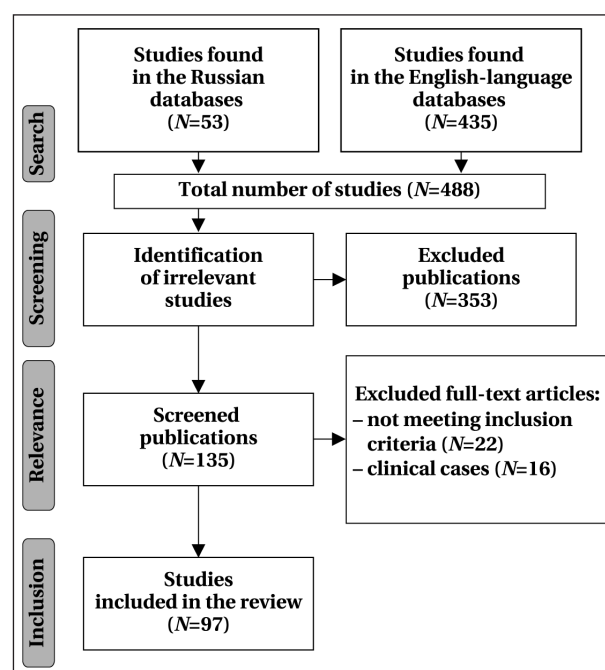 Search
Studies found
in the Russian
databases
(N=53)
Studies found
in the English-language
databases
(N=435)
Total number of studies (N=488)
Screening
Identification
of irrelevant
studies
Excluded
publications
(N=353)
Relevance
Screened
publications
(N=135)
Excluded full-text articles:
– not meeting inclusion
criteria (N=22)
– clinical cases (N=16)
Inclusion
Studies
included in the review
(N=97)